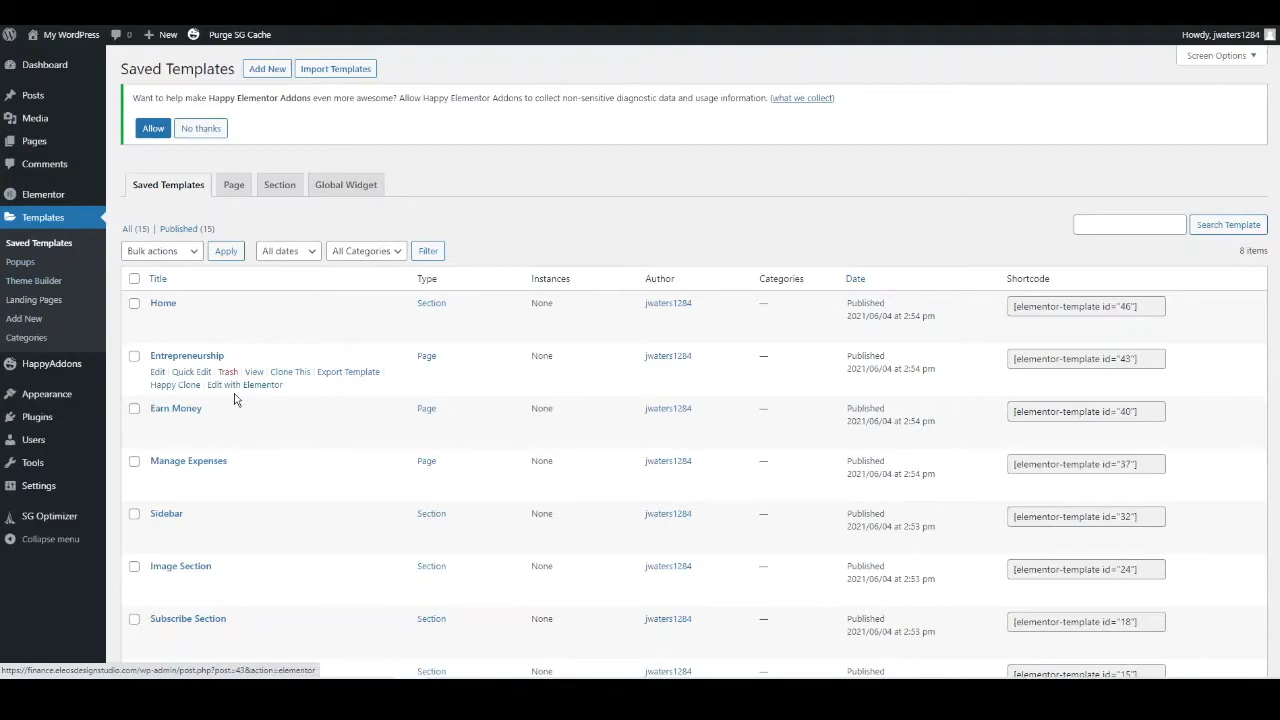 My WordPress 0 New Purge SG Cache Howdy, jwaters1284
Screen Options
Dashboard
Posts
Media
Pages
Comments
Elementor
Templates
Saved Templates
Popups
Theme Builder
Landing Pages
Add New
Categories
HappyAddons
Appearance
Plugins
Users
Tools
Settings
SG Optimizer
Collapse menu
Saved Templates Add New Import Templates
Want to help make Happy Elementor Addons even more awesome? Allow Happy Elementor Addons to collect non-sensitive diagnostic data and usage information. (what we collect)
Allow No thanks
Saved Templates Page Section Global Widget
All (15) | Published (15)
Search Template
Bulk actions Apply All dates All Categories Filter
8 items
Title Type Instances Author Categories Date Shortcode
Home Section None jwaters1284 — Published [elementor-template id="46"]
2021/06/04 at 2:54 pm
Entrepreneurship Page None jwaters1284 — Published [elementor-template id="43"]
2021/06/04 at 2:54 pm
Edit | Quick Edit | Trash | View | Clone This | Export Template |
Happy Clone | Edit with Elementor
Earn Money Page None jwaters1284 — Published [elementor-template id="40"]
2021/06/04 at 2:54 pm
Manage Expenses Page None jwaters1284 — Published [elementor-template id="37"]
2021/06/04 at 2:54 pm
Sidebar Section None jwaters1284 — Published [elementor-template id="32"]
2021/06/04 at 2:53 pm
Image Section Section None jwaters1284 — Published [elementor-template id="24"]
2021/06/04 at 2:53 pm
Subscribe Section Section None jwaters1284 — Published [elementor-template id="18"]
2021/06/04 at 2:53 pm
Section None jwaters1284 — Published [elementor-template id="15"]
https://finance.eleosdesignstudio.com/wp-admin/post.php?post=43&action=elementor